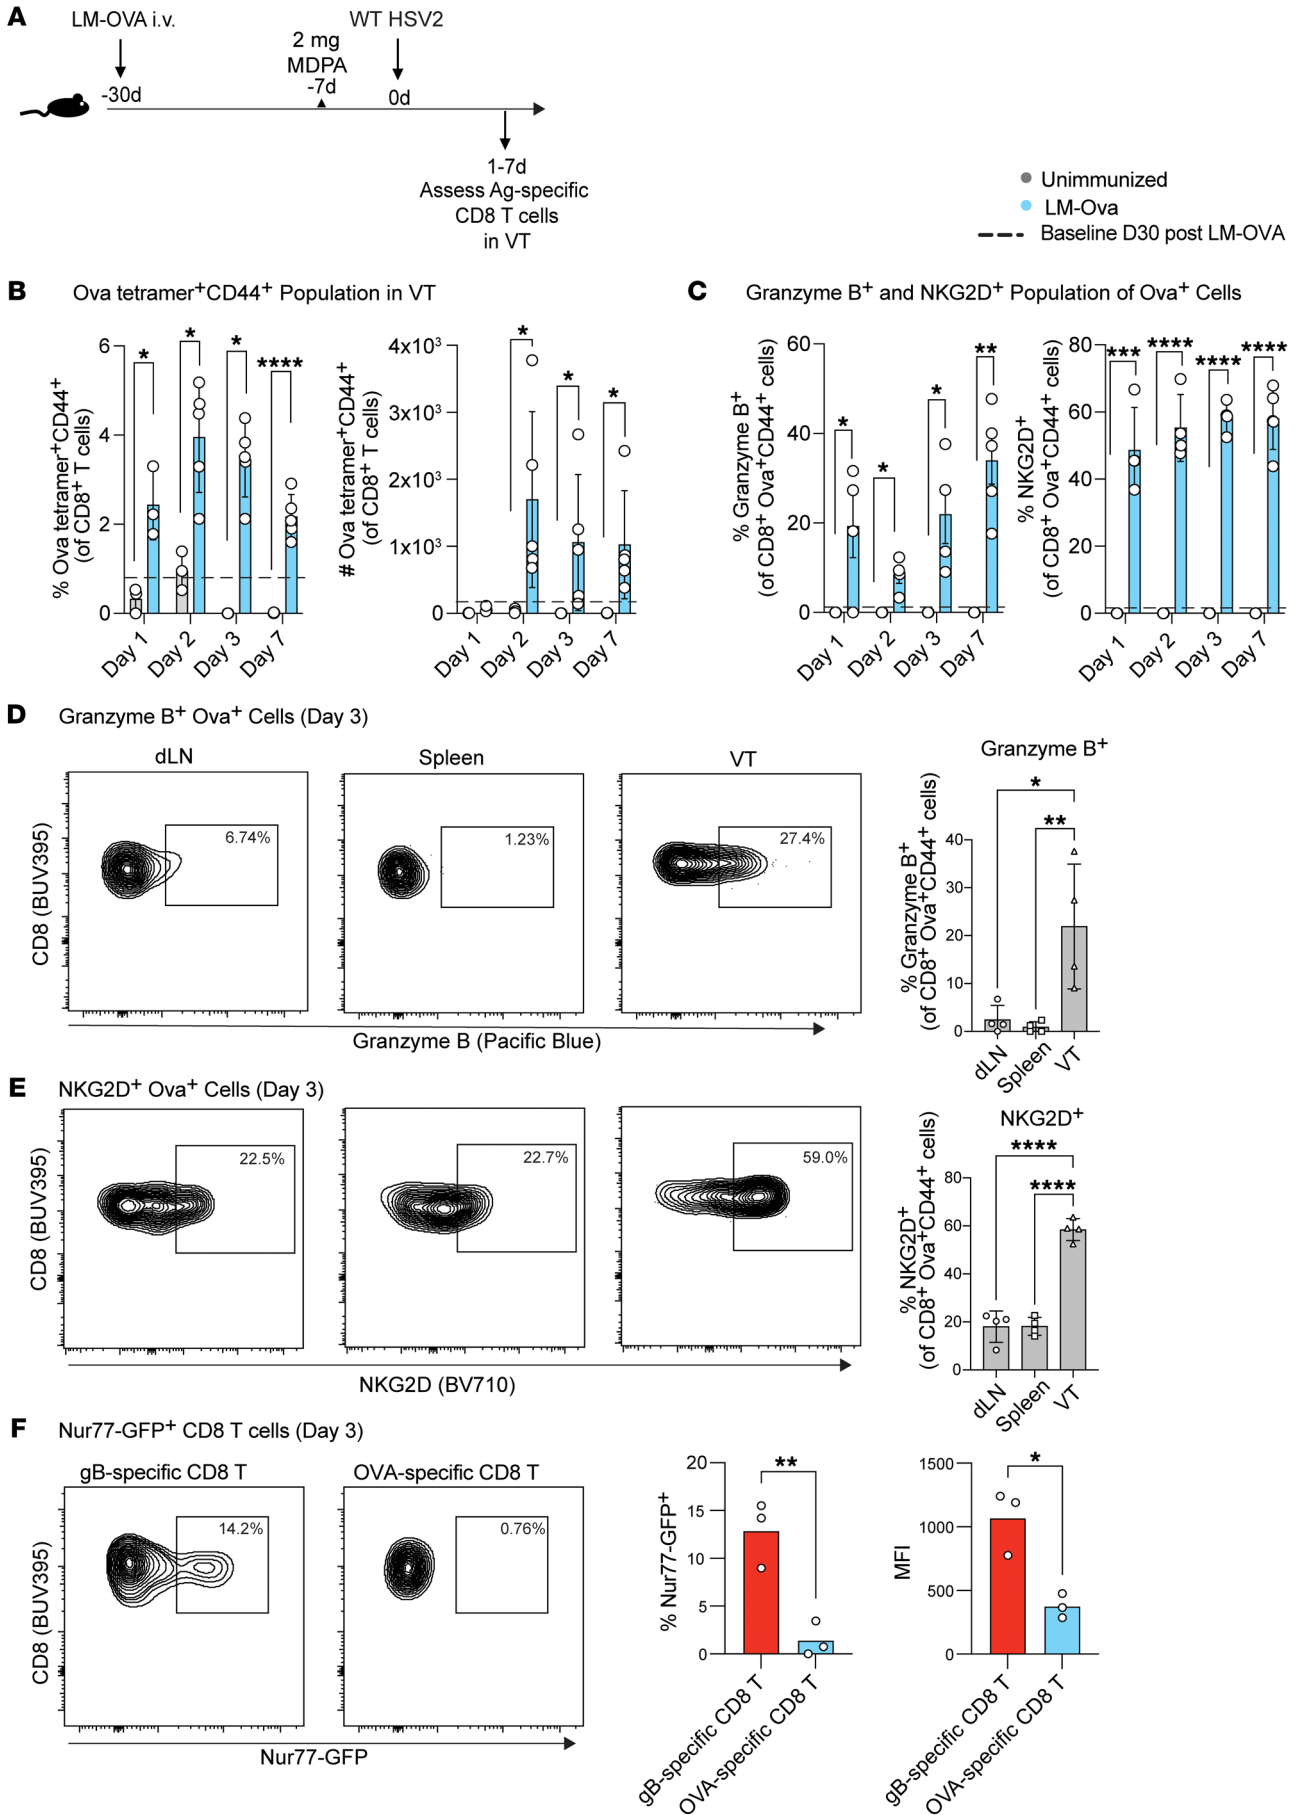 A
LM-OVA i.v.
WT HSV2
2 mg
MDPA
-30d
-7d
0d
1-7d
Assess Ag-specific
CD8 T cells
in VT
Unimmunized
LM-Ova
Baseline D30 post LM-OVA
B
Ova tetramer+CD44+ Population in VT
% Ova tetramer+CD44+
(of CD8+ T cells)
6
4
2
0
*
*
*
****
Day 1
Day 2
Day 3
Day 7
# Ova tetramer+CD44+
(of CD8+ T cells)
4x10³
3x10³
2x10³
1x10³
0
*
*
*
Day 1
Day 2
Day 3
Day 7
C
Granzyme B+ and NKG2D+ Population of Ova+ Cells
% Granzyme B+
(of CD8+ Ova+CD44+ cells)
60
40
20
0
*
*
*
**
Day 1
Day 2
Day 3
Day 7
% NKG2D+
(of CD8+ Ova+CD44+ cells)
80
60
40
20
0
***
****
****
****
Day 1
Day 2
Day 3
Day 7
D
Granzyme B+ Ova+ Cells (Day 3)
dLN
Spleen
VT
CD8 (BUV395)
6.74%
1.23%
27.4%
Granzyme B (Pacific Blue)
Granzyme B+
% Granzyme B+
(of CD8+ Ova+CD44+ cells)
*
**
40
30
20
10
0
dLN
Spleen
VT
E
NKG2D+ Ova+ Cells (Day 3)
CD8 (BUV395)
22.5%
22.7%
59.0%
NKG2D (BV710)
NKG2D+
% NKG2D+
(of CD8+ Ova+CD44+ cells)
****
****
80
60
40
20
0
dLN
Spleen
VT
F
Nur77-GFP+ CD8 T cells (Day 3)
gB-specific CD8 T
OVA-specific CD8 T
CD8 (BUV395)
14.2%
0.76%
Nur77-GFP
% Nur77-GFP+
20
15
10
5
0
**
gB-specific CD8 T
OVA-specific CD8 T
MFI
1500
1000
500
0
*
gB-specific CD8 T
OVA-specific CD8 T